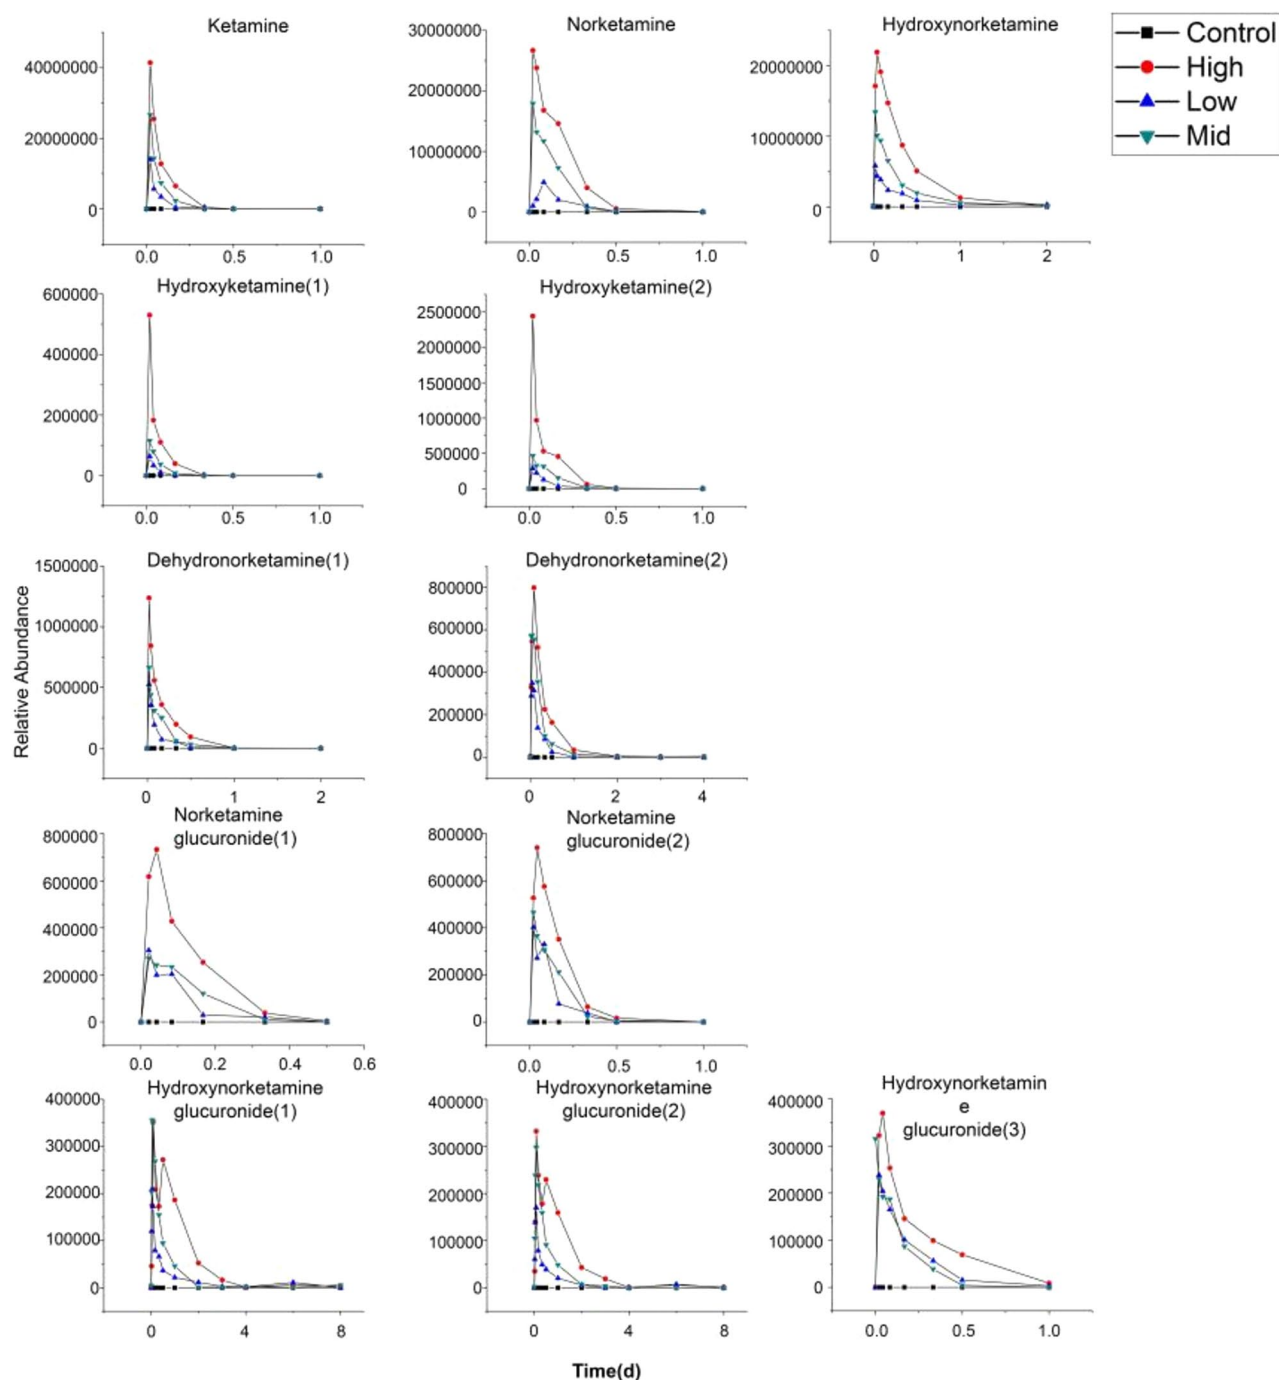 Ketamine
Norketamine
Hydroxynorketamine
Control
High
Low
Mid
40000000
20000000
0
0.0 0.5 1.0
30000000
20000000
10000000
0
0.0 0.5 1.0
20000000
10000000
0
0 1 2
Hydroxyketamine(1)
Hydroxyketamine(2)
600000
400000
200000
0
0.0 0.5 1.0
2500000
2000000
1500000
1000000
500000
0
0.0 0.5 1.0
Relative Abundance
Dehydronorketamine(1)
Dehydronorketamine(2)
1500000
1000000
500000
0
0 1 2
800000
600000
400000
200000
0
0 2 4
Norketamine
glucuronide(1)
Norketamine
glucuronide(2)
800000
600000
400000
200000
0
0.0 0.2 0.4 0.6
800000
600000
400000
200000
0
0.0 0.5 1.0
Hydroxynorketamine
glucuronide(1)
Hydroxynorketamine
glucuronide(2)
Hydroxynorketamin
e
glucuronide(3)
400000
300000
200000
100000
0
0 4 8
400000
300000
200000
100000
0
0 4 8
400000
300000
200000
100000
0
0.0 0.5 1.0
Time(d)